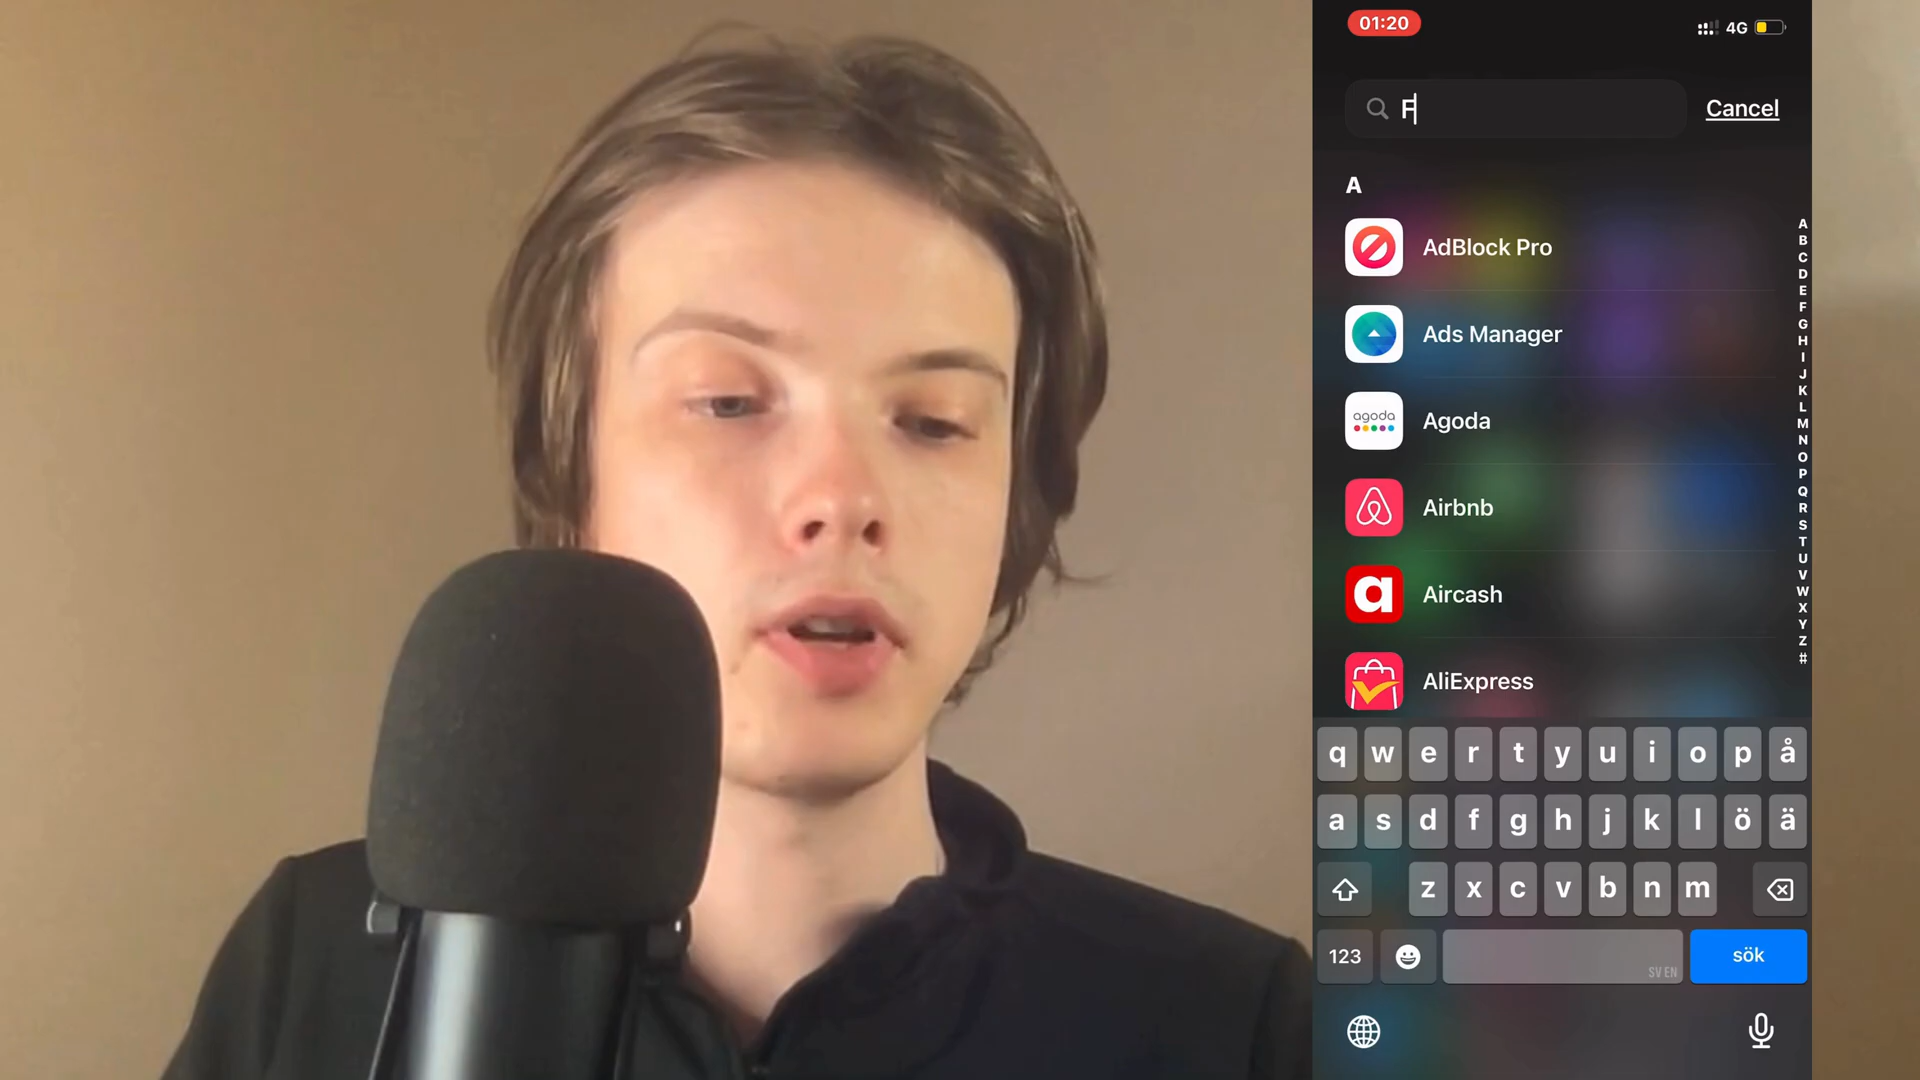 01:20
4G
F
Cancel
A
AdBlock Pro
Ads Manager
agoda
Agoda
Airbnb
a
Aircash
AliExpress
A
B
C
D
E
F
G
H
I
J
K
L
M
N
O
P
Q
R
S
T
U
V
W
X
Y
Z
#
q w e r t y u i o p å
a s d f g h j k l ö ä
z x c v b n m
123
SV EN
sök